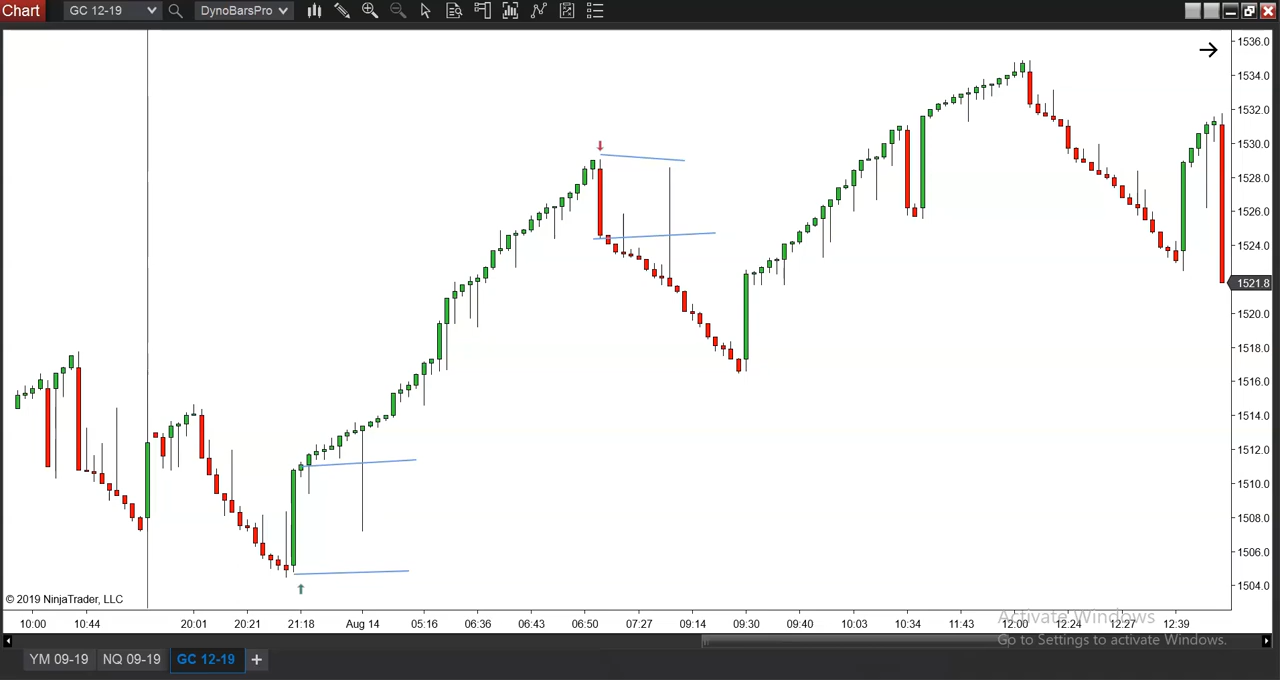 Chart GC 12-19 DynoBarsPro
1536.0
1534.0
1532.0
1530.0
1528.0
1526.0
1524.0
1521.8
1520.0
1518.0
1516.0
1514.0
1512.0
1510.0
1508.0
1506.0
1504.0
© 2019 NinjaTrader, LLC
10:00 10:44 20:01 20:21 21:18 Aug 14 05:16 06:36 06:43 06:50 07:27 09:14 09:30 09:40 10:03 10:34 11:43 12:00 12:24 12:27 12:39
Activate Windows
Go to Settings to activate Windows.
YM 09-19 NQ 09-19 GC 12-19 +